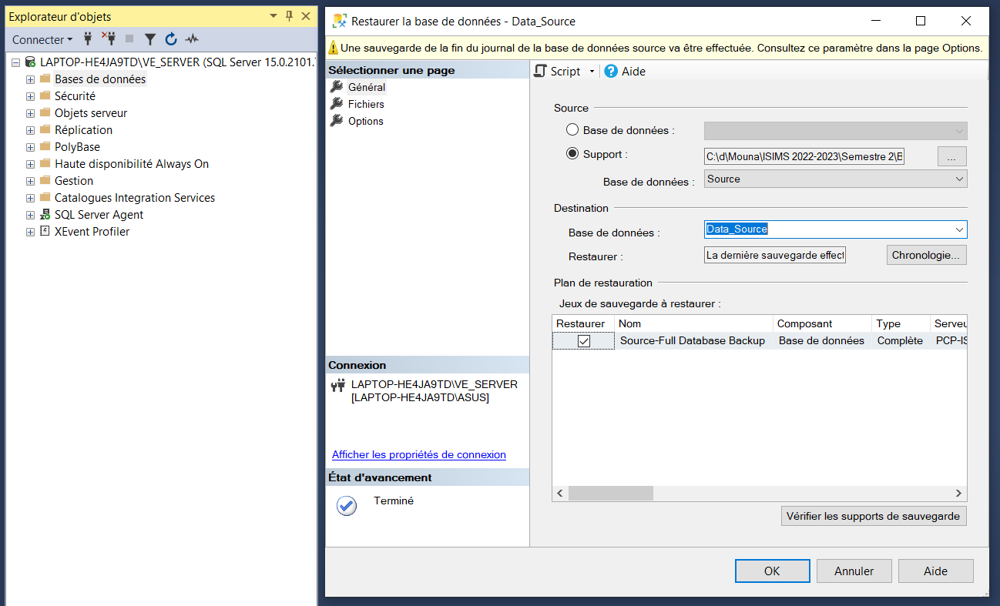 Explorateur d'objets
Connecter
LAPTOP-HE4JA9TD\VE_SERVER (SQL Server 15.0.2101.
Bases de données
Sécurité
Objets serveur
Réplication
PolyBase
Haute disponibilité Always On
Gestion
Catalogues Integration Services
SQL Server Agent
XEvent Profiler
Restaurer la base de données - Data_Source
Une sauvegarde de la fin du journal de la base de données source va être effectuée. Consultez ce paramètre dans la page Options.
Sélectionner une page
Général
Fichiers
Options
Connexion
LAPTOP-HE4JA9TD\VE_SERVER
[LAPTOP-HE4JA9TD\ASUS]
Afficher les propriétés de connexion
État d'avancement
Terminé
Script
Aide
Source
Base de données :
Support :
C:\d\Mouna\ISIMS 2022-2023\Semestre 2\B
...
Base de données :
Source
Destination
Base de données :
Data_Source
Restaurer :
La dernière sauvegarde effect
Chronologie...
Plan de restauration
Jeux de sauvegarde à restaurer :
Restaurer Nom Composant Type Serveu
Source-Full Database Backup Base de données Complète PCP-IS
Vérifier les supports de sauvegarde
OK Annuler Aide